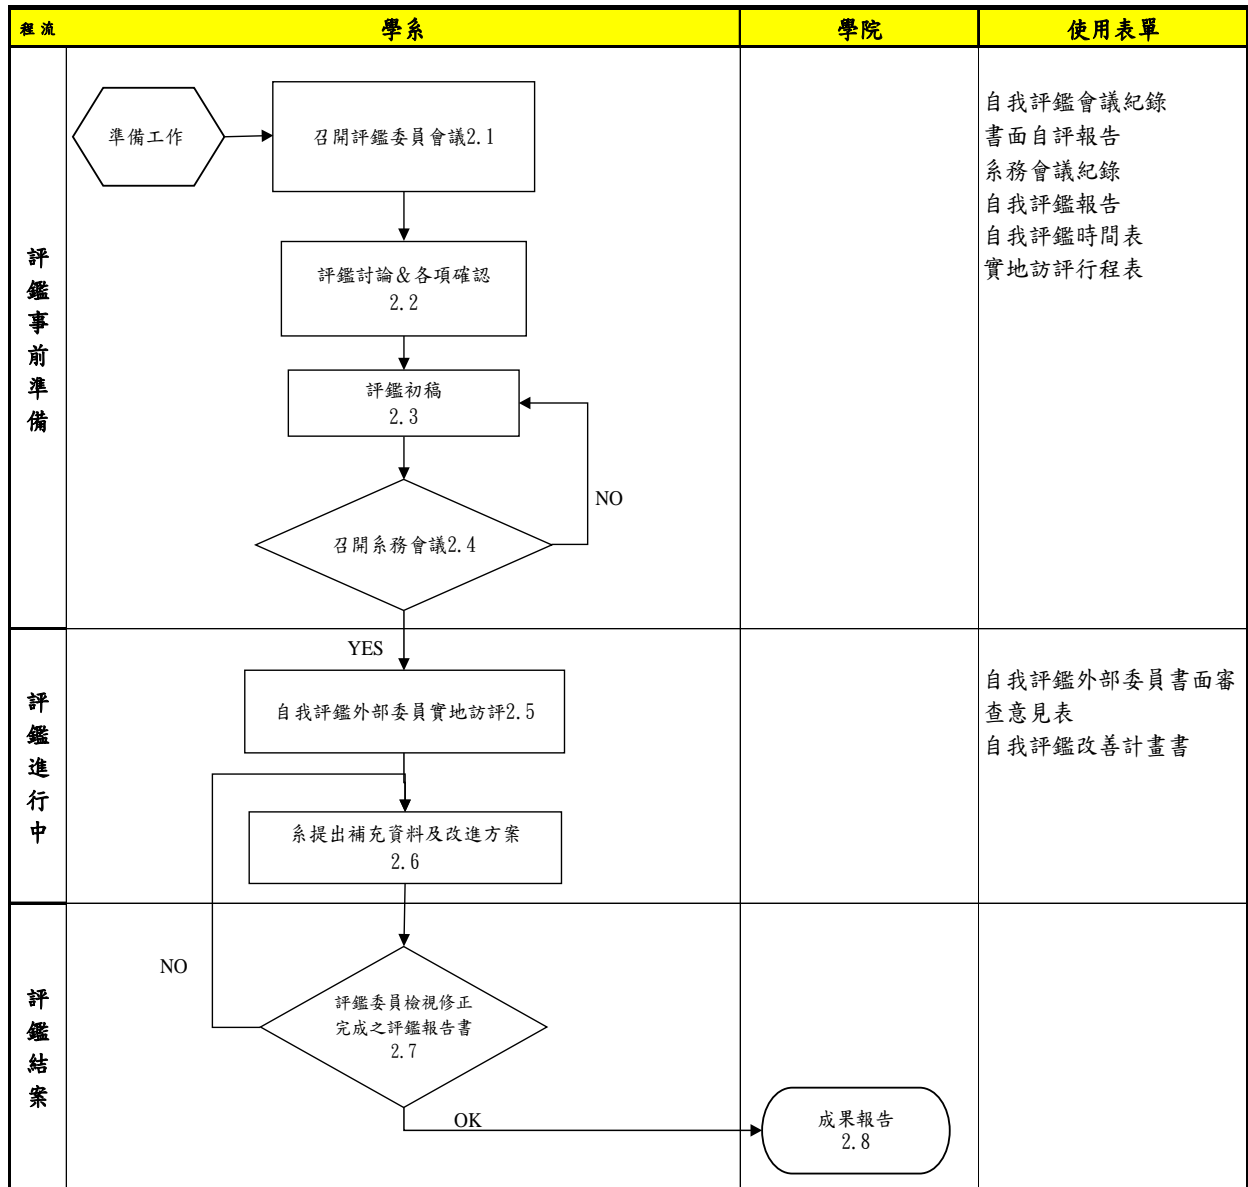 程流
學系
學院
使用表單
評鑑事前準備
準備工作
召開評鑑委員會議2.1
評鑑討論&各項確認
2.2
評鑑初稿
2.3
NO
召開系務會議2.4
自我評鑑會議紀錄
書面自評報告
系務會議紀錄
自我評鑑報告
自我評鑑時間表
實地訪評行程表
評鑑進行中
YES
自我評鑑外部委員實地訪評2.5
系提出補充資料及改進方案
2.6
自我評鑑外部委員書面審
查意見表
自我評鑑改善計畫書
評鑑結案
NO
評鑑委員檢視修正
完成之評鑑報告書
2.7
OK
成果報告
2.8